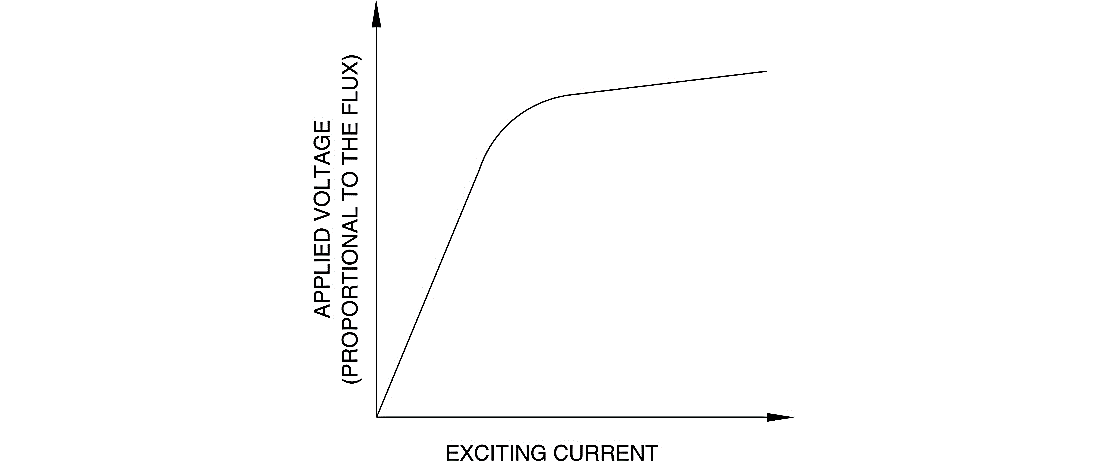 APPLIED VOLTAGE
(PROPORTIONAL TO THE FLUX)
EXCITING CURRENT